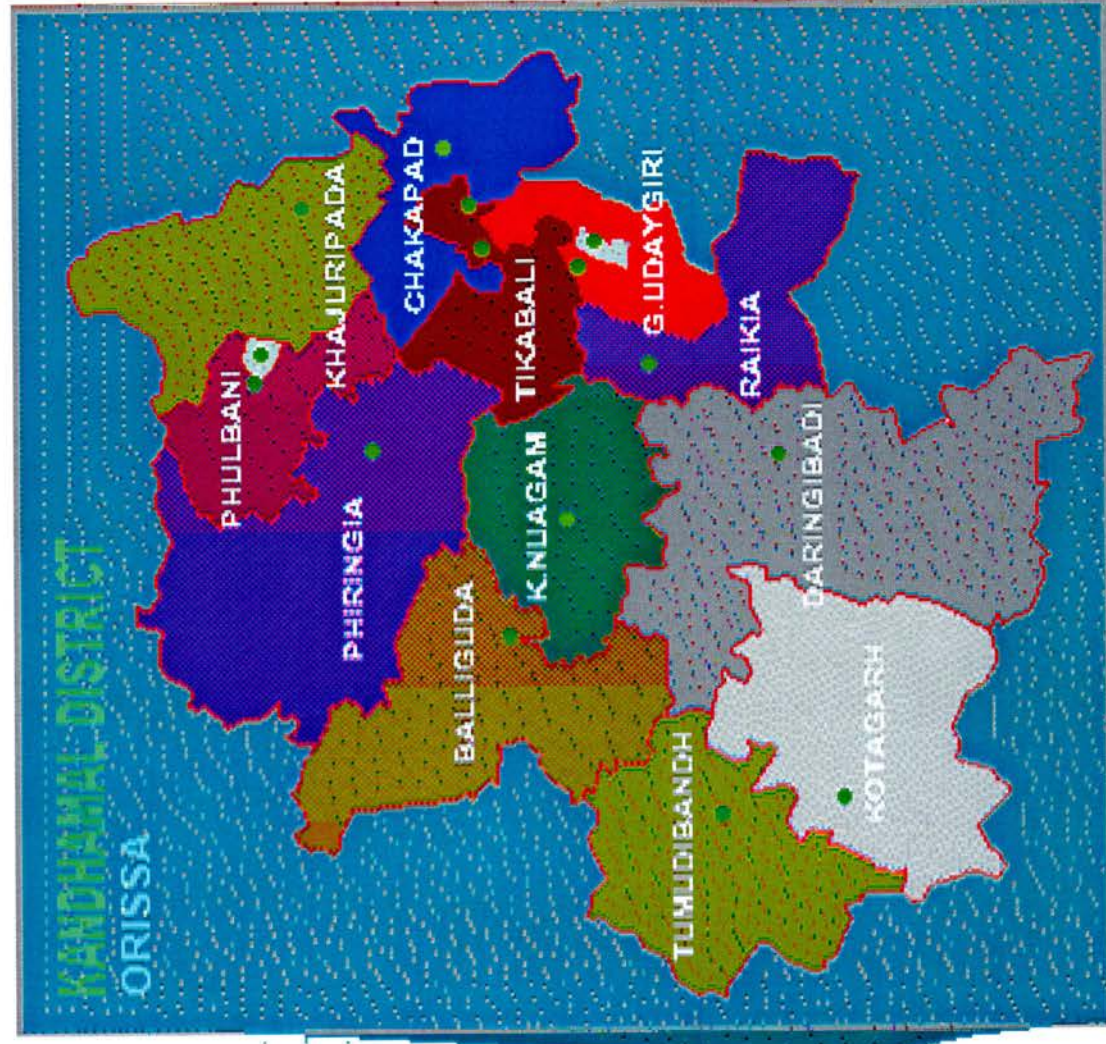 KANDHAMAL DISTRICT
ORISSA
PHULBANI
KHAJURIPADA
PHIRINGIA
CHAKAPAD
BALLIGUDA
TIKABALI
K.NUAGAM
G.UDAYGIRI
TUMUDIBANDH
RAIKIA
DARINGIBADI
KOTAGARH